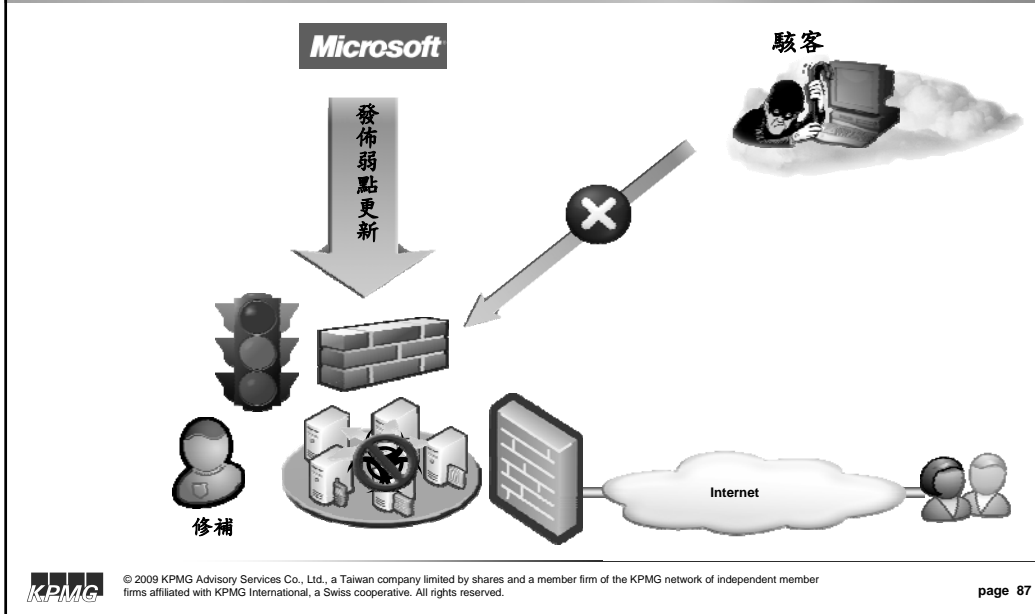 Microsoft
駭客
發佈弱點更新
修補
Internet
KPMG
© 2009 KPMG Advisory Services Co., Ltd., a Taiwan company limited by shares and a member firm of the KPMG network of independent member
firms affiliated with KPMG International, a Swiss cooperative. All rights reserved.
page 87